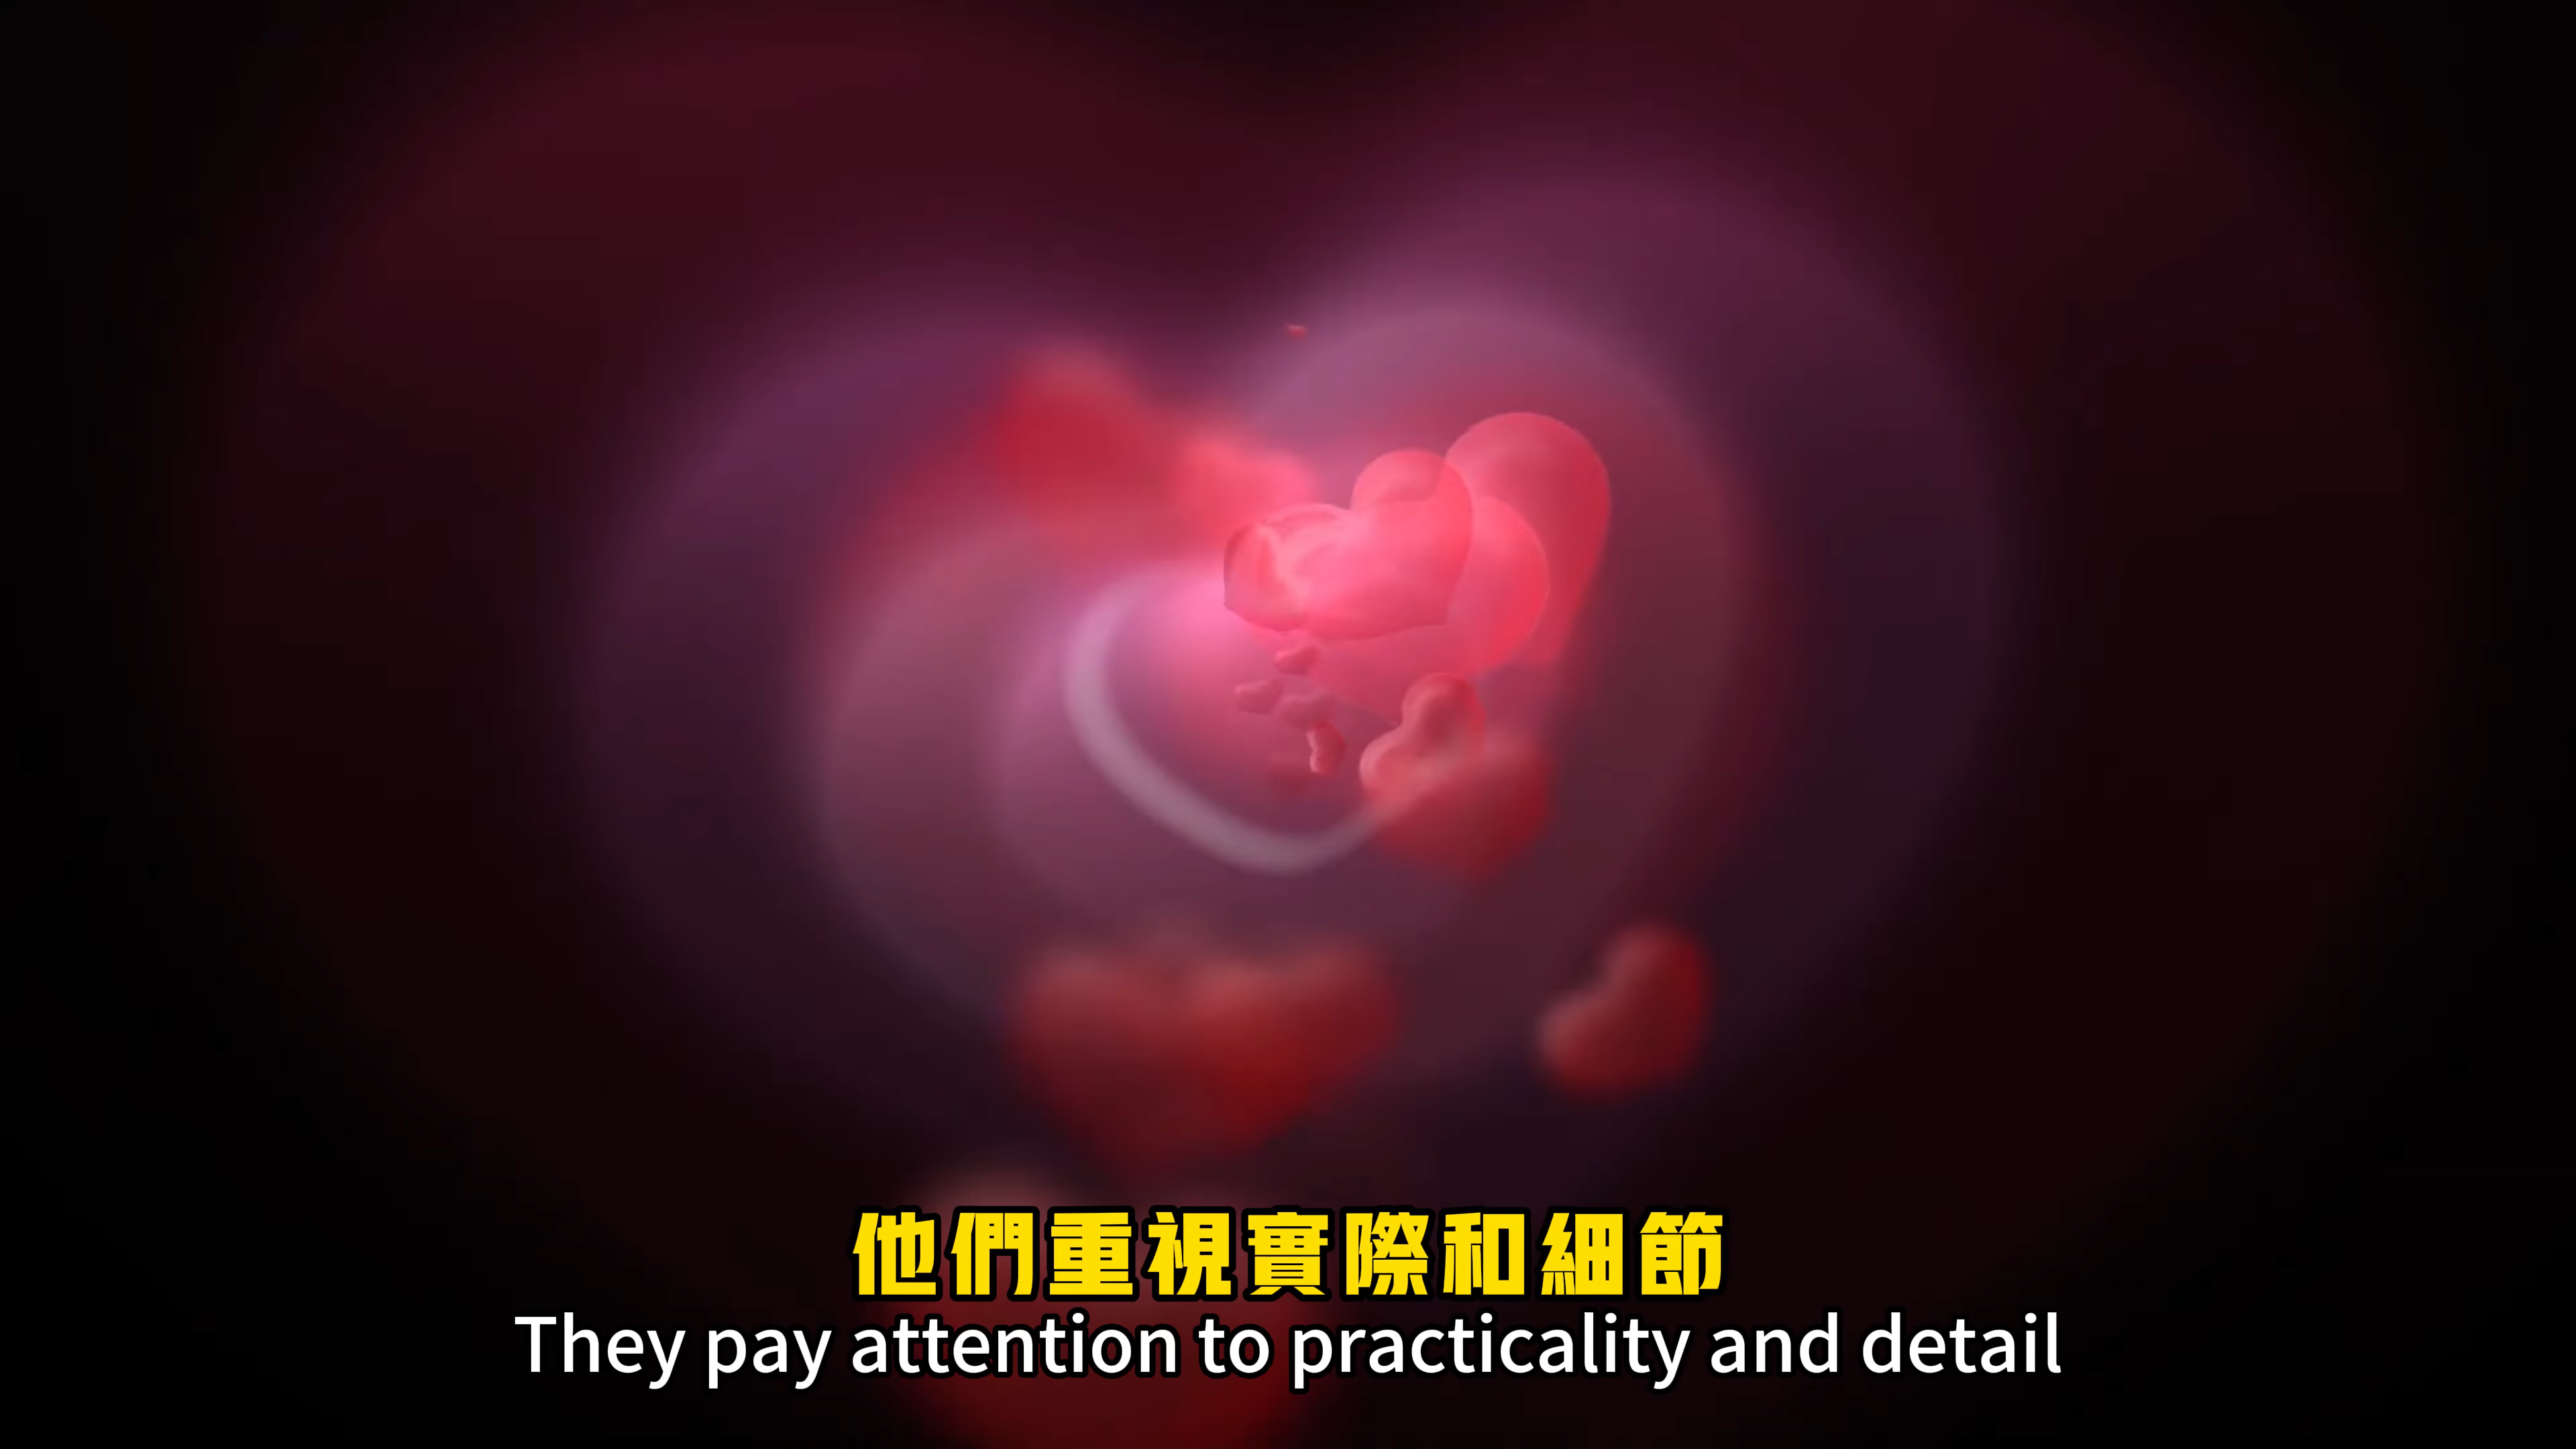 他們重視實際和細節
They pay attention to practicality and detail